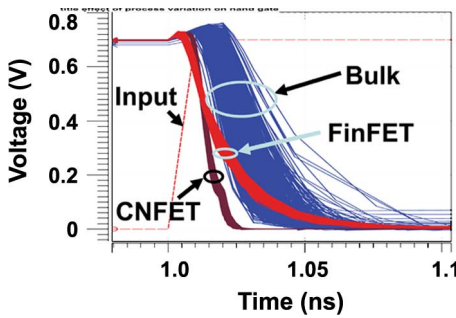 effect of process variation on nand gate
0.8
0.6
0.4
0.2
0
Voltage (V)
Input
Bulk
FinFET
CNFET
1.0
1.05
1.1
Time (ns)